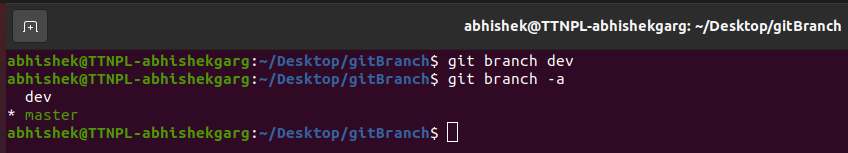 abhishek@TTNPL-abhishekgarg: ~/Desktop/gitBranch
abhishek@TTNPL-abhishekgarg:~/Desktop/gitBranch$ git branch dev
abhishek@TTNPL-abhishekgarg:~/Desktop/gitBranch$ git branch -a
  dev
* master
abhishek@TTNPL-abhishekgarg:~/Desktop/gitBranch$